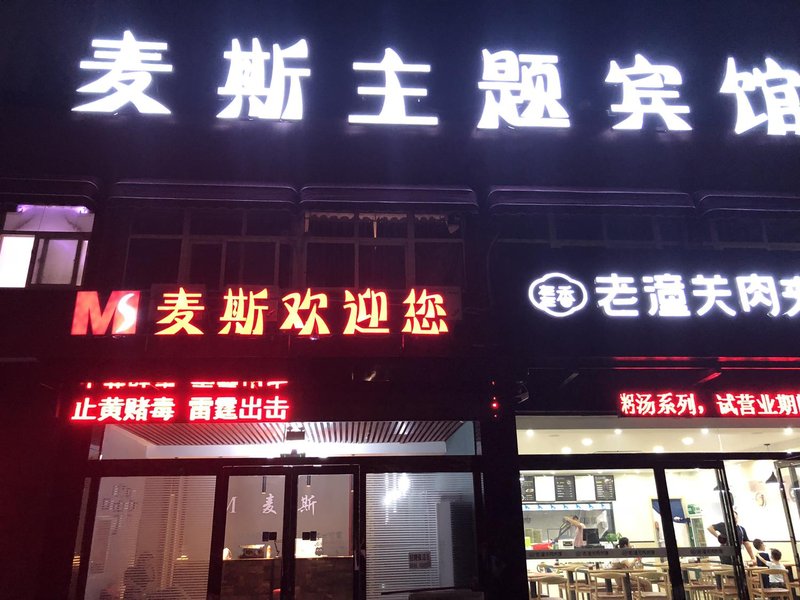 麦斯主题宾馆
MS 麦斯欢迎您
老潼关肉夹
止黄赌毒 雷霆出击
粥汤系列，试营业期
M 麦斯